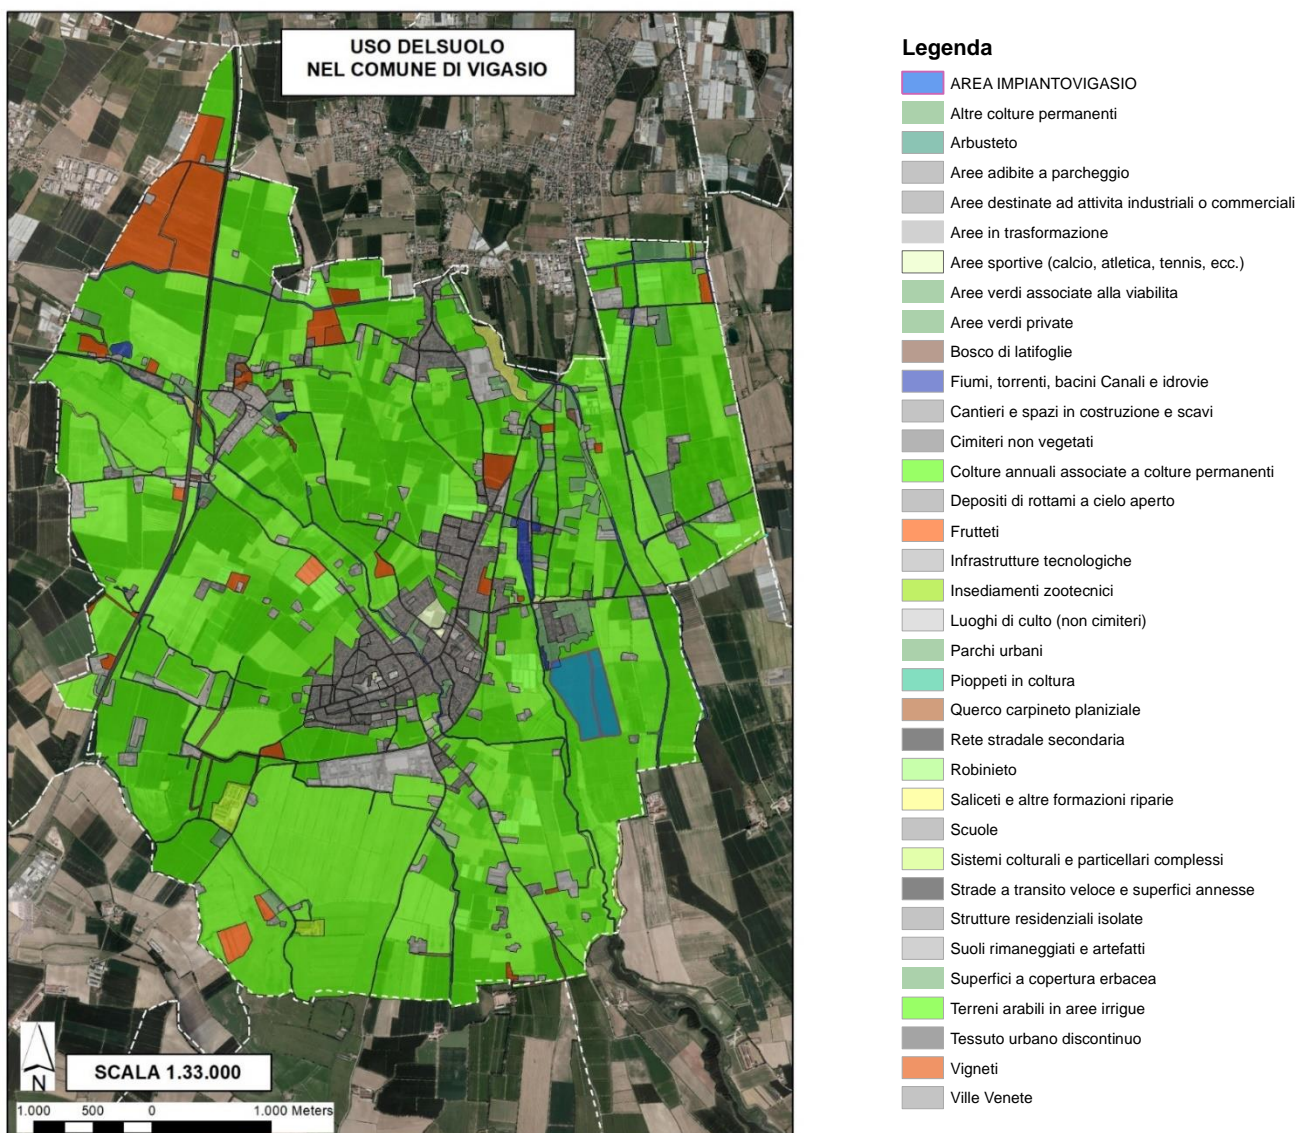 USO DELSUOLO
NEL COMUNE DI VIGASIO
Legenda
AREA IMPIANTOVIGASIO
Altre colture permanenti
Arbusteto
Aree adibite a parcheggio
Aree destinate ad attivita industriali o commerciali
Aree in trasformazione
Aree sportive (calcio, atletica, tennis, ecc.)
Aree verdi associate alla viabilita
Aree verdi private
Bosco di latifoglie
Fiumi, torrenti, bacini Canali e idrovie
Cantieri e spazi in costruzione e scavi
Cimiteri non vegetati
Colture annuali associate a colture permanenti
Depositi di rottami a cielo aperto
Frutteti
Infrastrutture tecnologiche
Insediamenti zootecnici
Luoghi di culto (non cimiteri)
Parchi urbani
Pioppeti in coltura
Querco carpineto planiziale
Rete stradale secondaria
Robinieto
Saliceti e altre formazioni riparie
Scuole
Sistemi colturali e particellari complessi
Strade a transito veloce e superfici annesse
Strutture residenziali isolate
Suoli rimaneggiati e artefatti
Superfici a copertura erbacea
Terreni arabili in aree irrigue
Tessuto urbano discontinuo
Vigneti
Ville Venete
N
SCALA 1.33.000
1.000 500 0 1.000 Meters